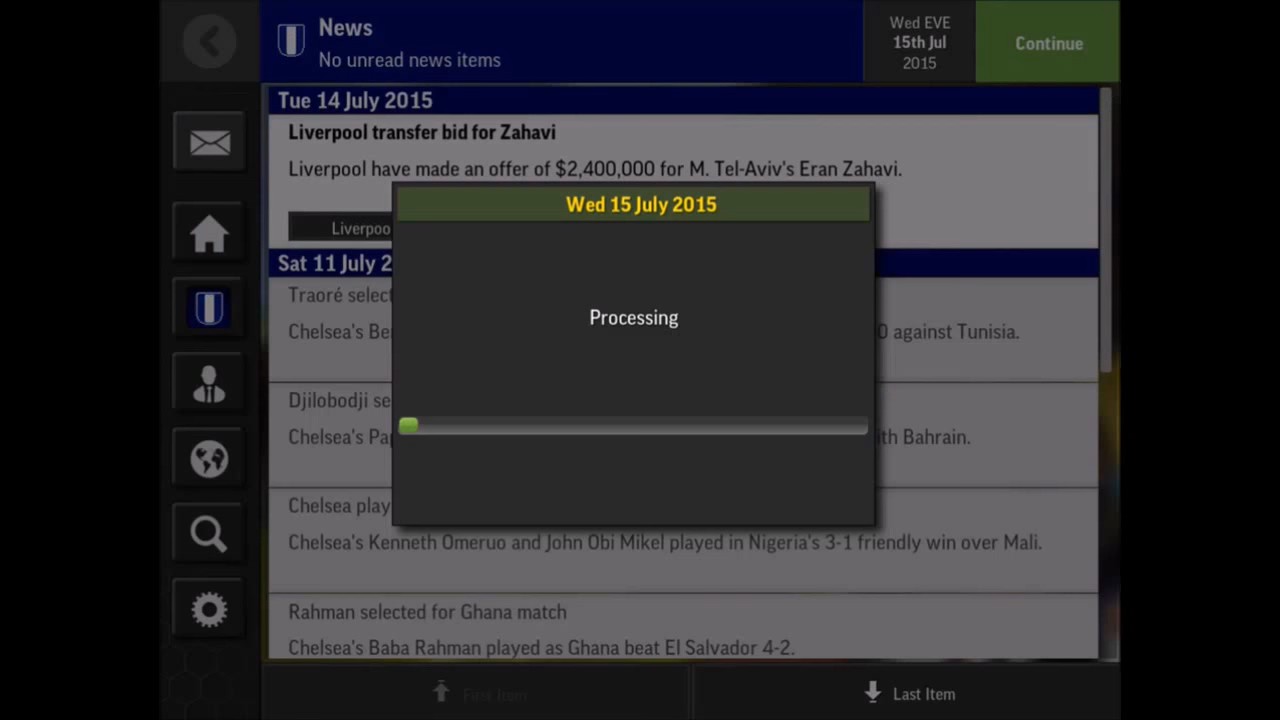 News
No unread news items
Wed EVE
15th Jul
2015
Continue
Tue 14 July 2015
Liverpool transfer bid for Zahavi
Liverpool have made an offer of $2,400,000 for M. Tel-Aviv's Eran Zahavi.
Liverpoo
Wed 15 July 2015
Processing
Sat 11 July 2
Traoré select
Chelsea's Be
0 against Tunisia.
Djilobodji se
Chelsea's Pa
th Bahrain.
Chelsea play
Chelsea's Kenneth Omeruo and John Obi Mikel played in Nigeria's 3-1 friendly win over Mali.
Rahman selected for Ghana match
Chelsea's Baba Rahman played as Ghana beat El Salvador 4-2.
First Item
Last Item